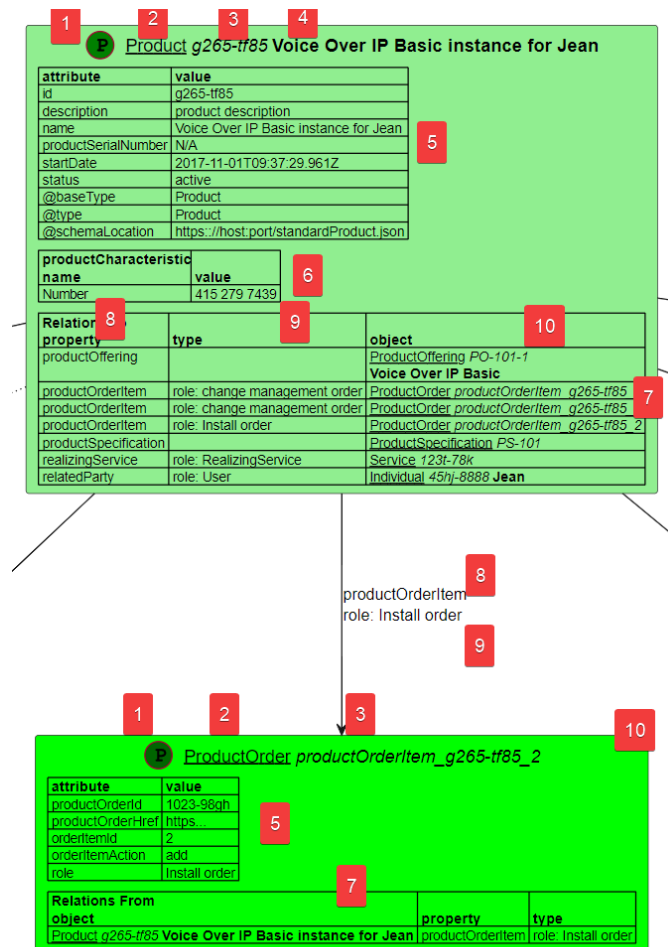 1 2 3 4
P Product g265-tf85 Voice Over IP Basic instance for Jean
attribute value
id g265-tf85
description product description
name Voice Over IP Basic instance for Jean
productSerialNumber N/A
5
startDate 2017-11-01T09:37:29.961Z
status active
@baseType Product
@type Product
@schemaLocation https:://host:port/standardProduct.json
productCharacteristic
name value
6
Number 415 279 7439
8 9 10
property type object
productOffering ProductOffering PO-101-1
Voice Over IP Basic
productOrderItem role: change management order ProductOrder productOrderItem_g265-tf85
7
productOrderItem role: change management order ProductOrder productOrderItem_g265-tf85
productOrderItem role: Install order ProductOrder productOrderItem_g265-tf85_2
productSpecification ProductSpecification PS-101
realizingService role: RealizingService Service 123t-78k
relatedParty role: User Individual 45hj-8888 Jean
8
productOrderItem
role: Install order
9
1 2 3 10
P ProductOrder productOrderItem_g265-tf85_2
attribute value
productOrderId 1023-98gh
productOrderHref https...
5
orderItemId 2
orderItemAction add
role Install order
7
Relations From
object property type
Product g265-tf85 Voice Over IP Basic instance for Jean productOrderItem role: Install order